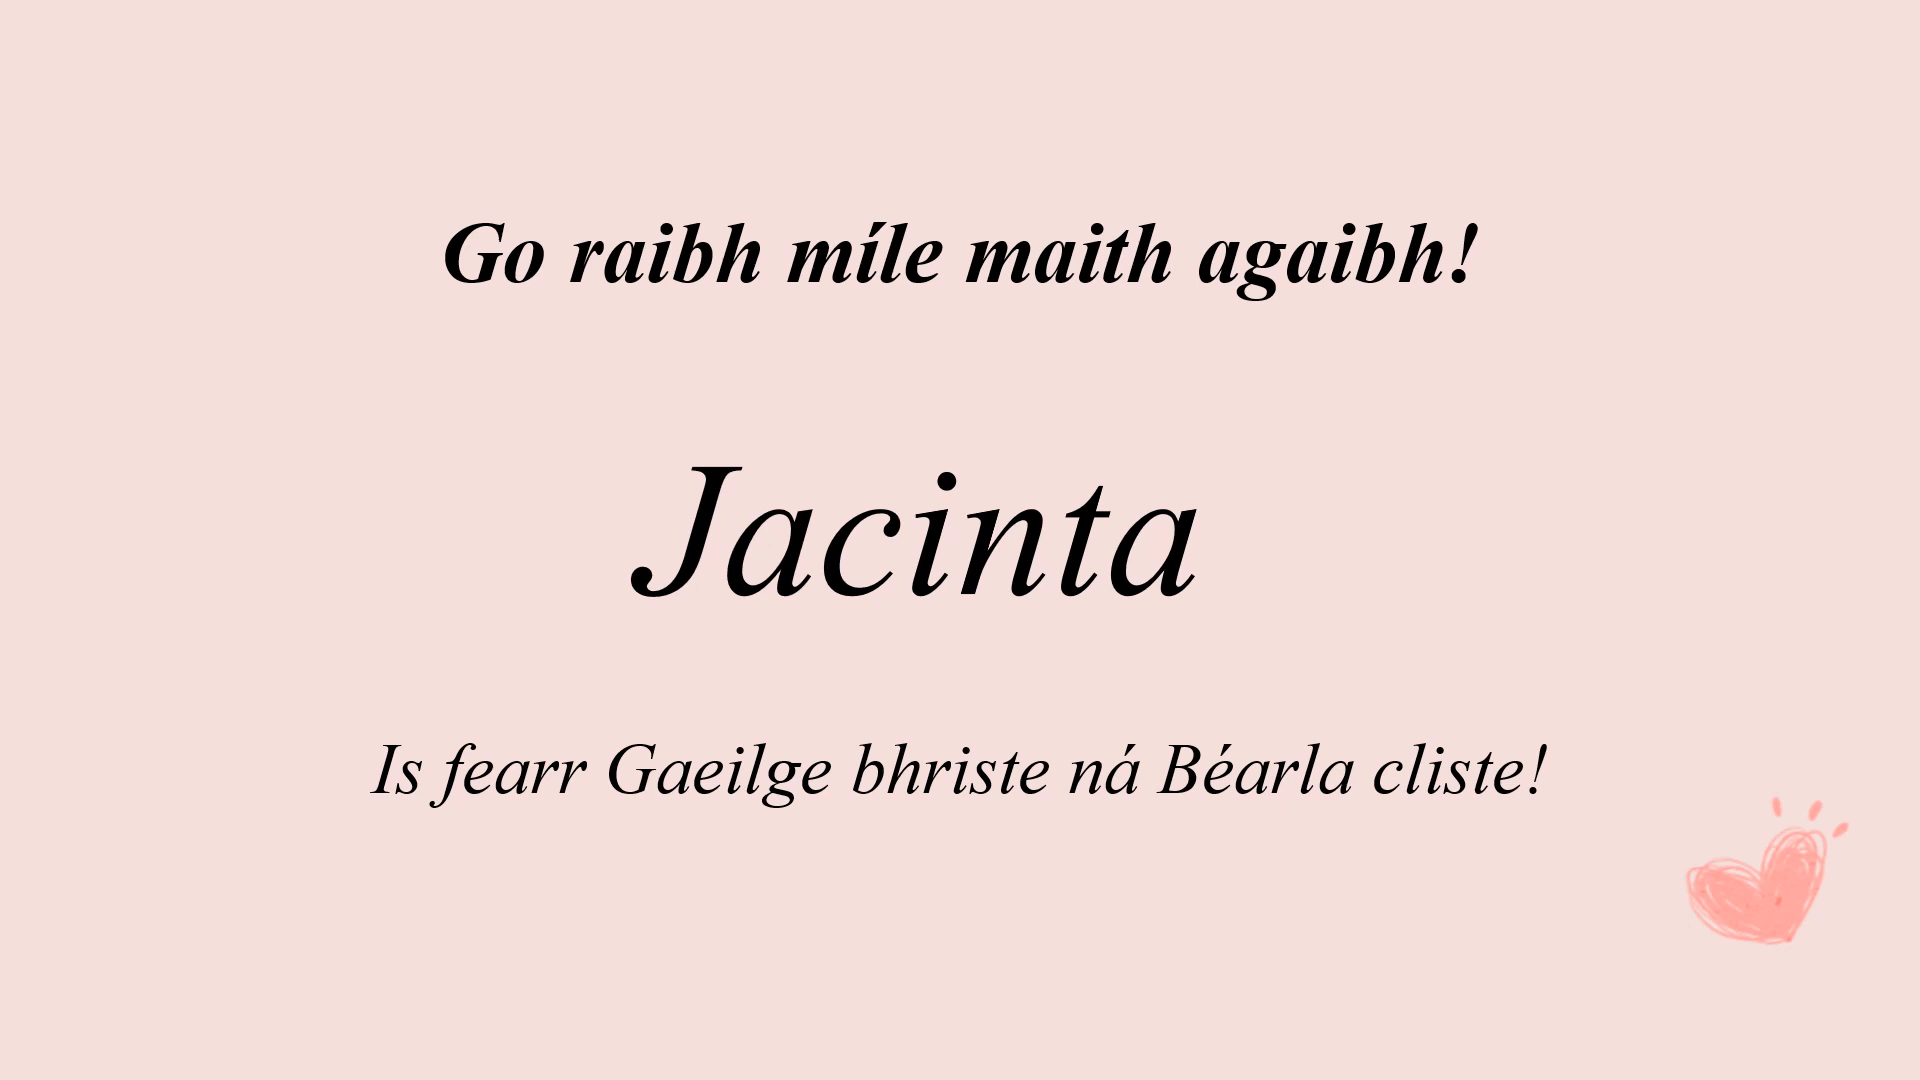 Go raibh míle maith agaibh!
Jacinta
Is fearr Gaeilge bhriste ná Béarla cliste!